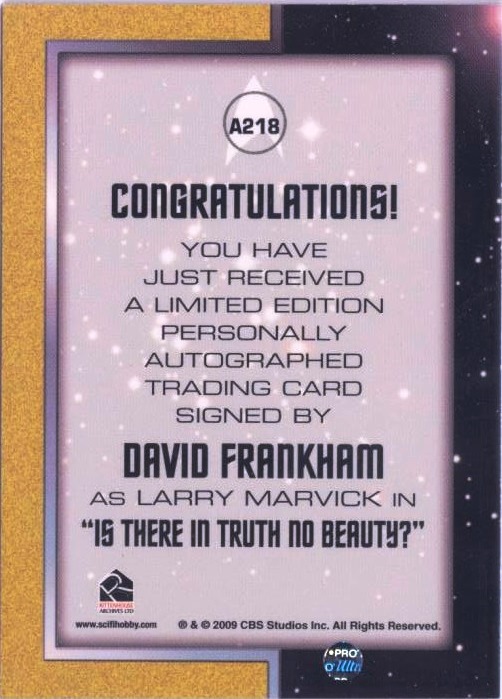 A218
CONGRATULATIONS!
YOU HAVE
JUST RECEIVED
A LIMITED EDITION
PERSONALLY
AUTOGRAPHED
TRADING CARD
SIGNED BY
DAVID FRANKHAM
AS LARRY MARVICK IN
"IS THERE IN TRUTH NO BEAUTY?"
RITTENHOUSE
ARCHIVES LTD
www.scifihobby.com ® & © 2009 CBS Studios Inc. All Rights Reserved.
PRO
Ultra